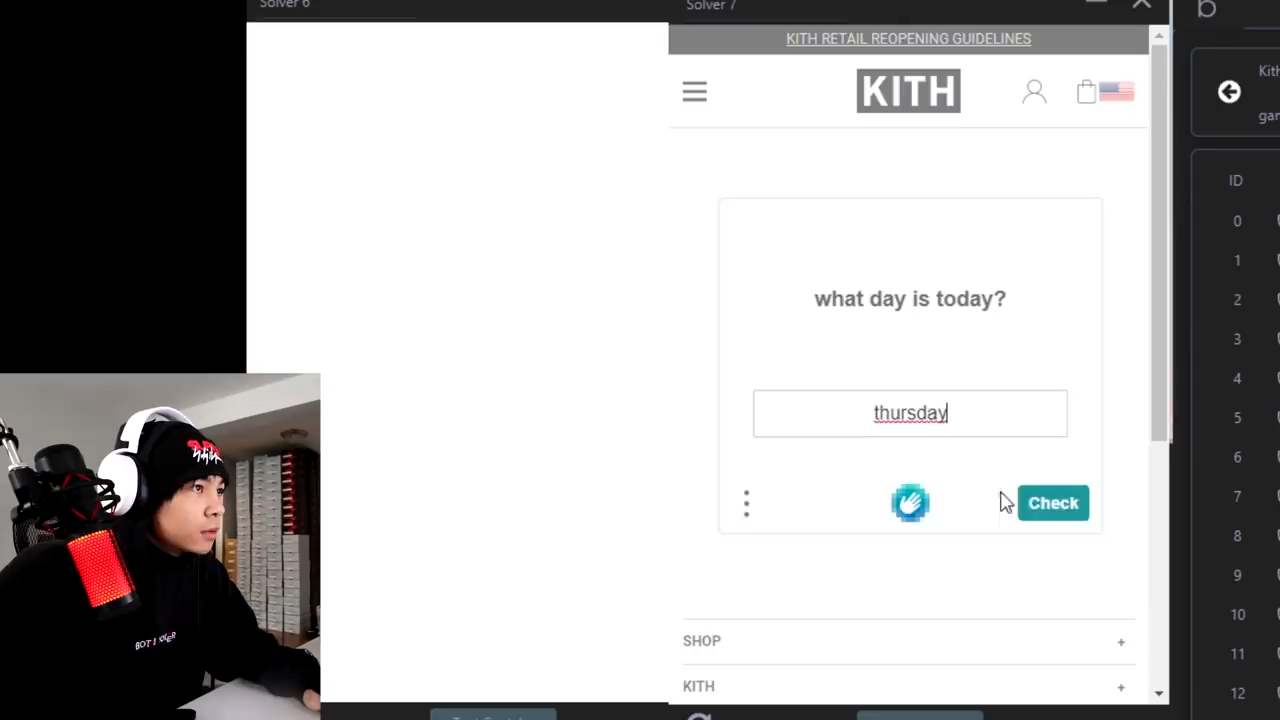 Solver 6
Solver 7
KITH RETAIL REOPENING GUIDELINES
KITH
what day is today?
thursday
Check
SHOP
+
KITH
+
ID
0
1
2
3
4
5
6
7
8
9
10
11
12